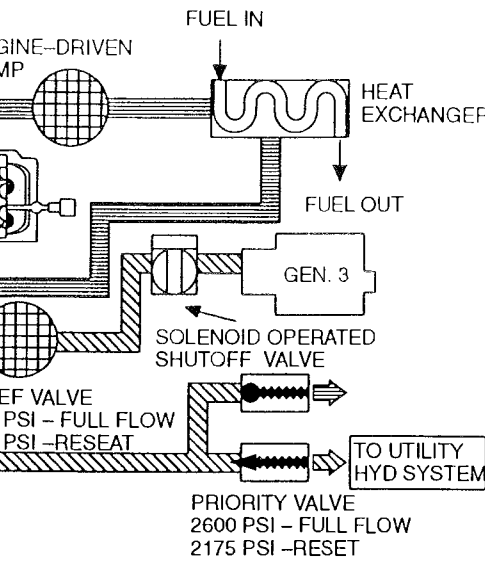 FUEL IN
GINE–DRIVEN
MP
HEAT
EXCHANGER
FUEL OUT
GEN. 3
SOLENOID OPERATED
SHUTOFF VALVE
EF VALVE
PSI – FULL FLOW
PSI –RESEAT
TO UTILITY
HYD SYSTEM
PRIORITY VALVE
2600 PSI – FULL FLOW
2175 PSI –RESET